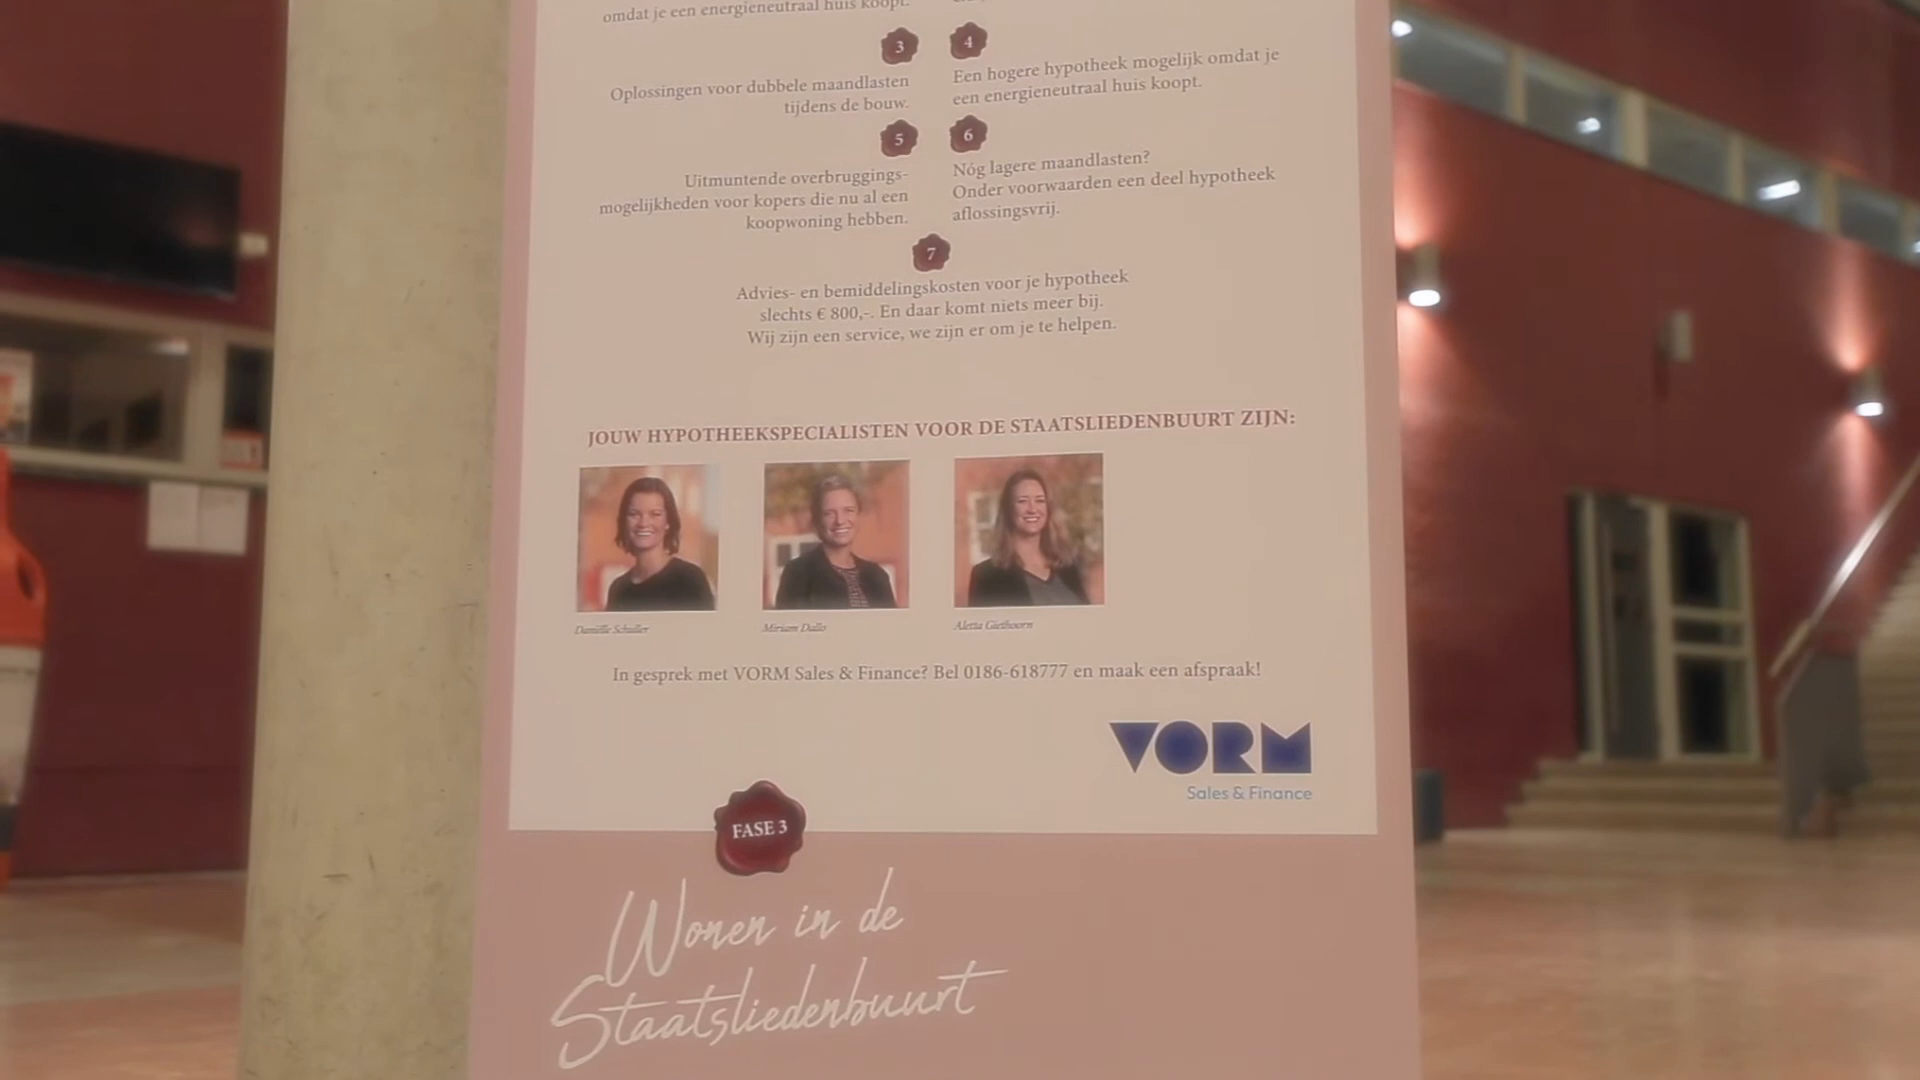 omdat je een energieneutraal huis koopt.
3
Oplossingen voor dubbele maandlasten
tijdens de bouw.
4
Een hogere hypotheek mogelijk omdat je
een energieneutraal huis koopt.
5
Uitmuntende overbruggings-
mogelijkheden voor kopers die nu al een
koopwoning hebben.
6
Nóg lagere maandlasten?
Onder voorwaarden een deel hypotheek
aflossingsvrij.
7
Advies- en bemiddelingskosten voor je hypotheek
slechts € 800,-. En daar komt niets meer bij.
Wij zijn een service, we zijn er om je te helpen.
JOUW HYPOTHEEKSPECIALISTEN VOOR DE STAATSLIEDENBUURT ZIJN:
Daniëlle Schuller
Miriam Dallo
Aletta Giethoorn
In gesprek met VORM Sales & Finance? Bel 0186-618777 en maak een afspraak!
VORM
Sales & Finance
FASE 3
Wonen in de
Staatsliedenbuurt